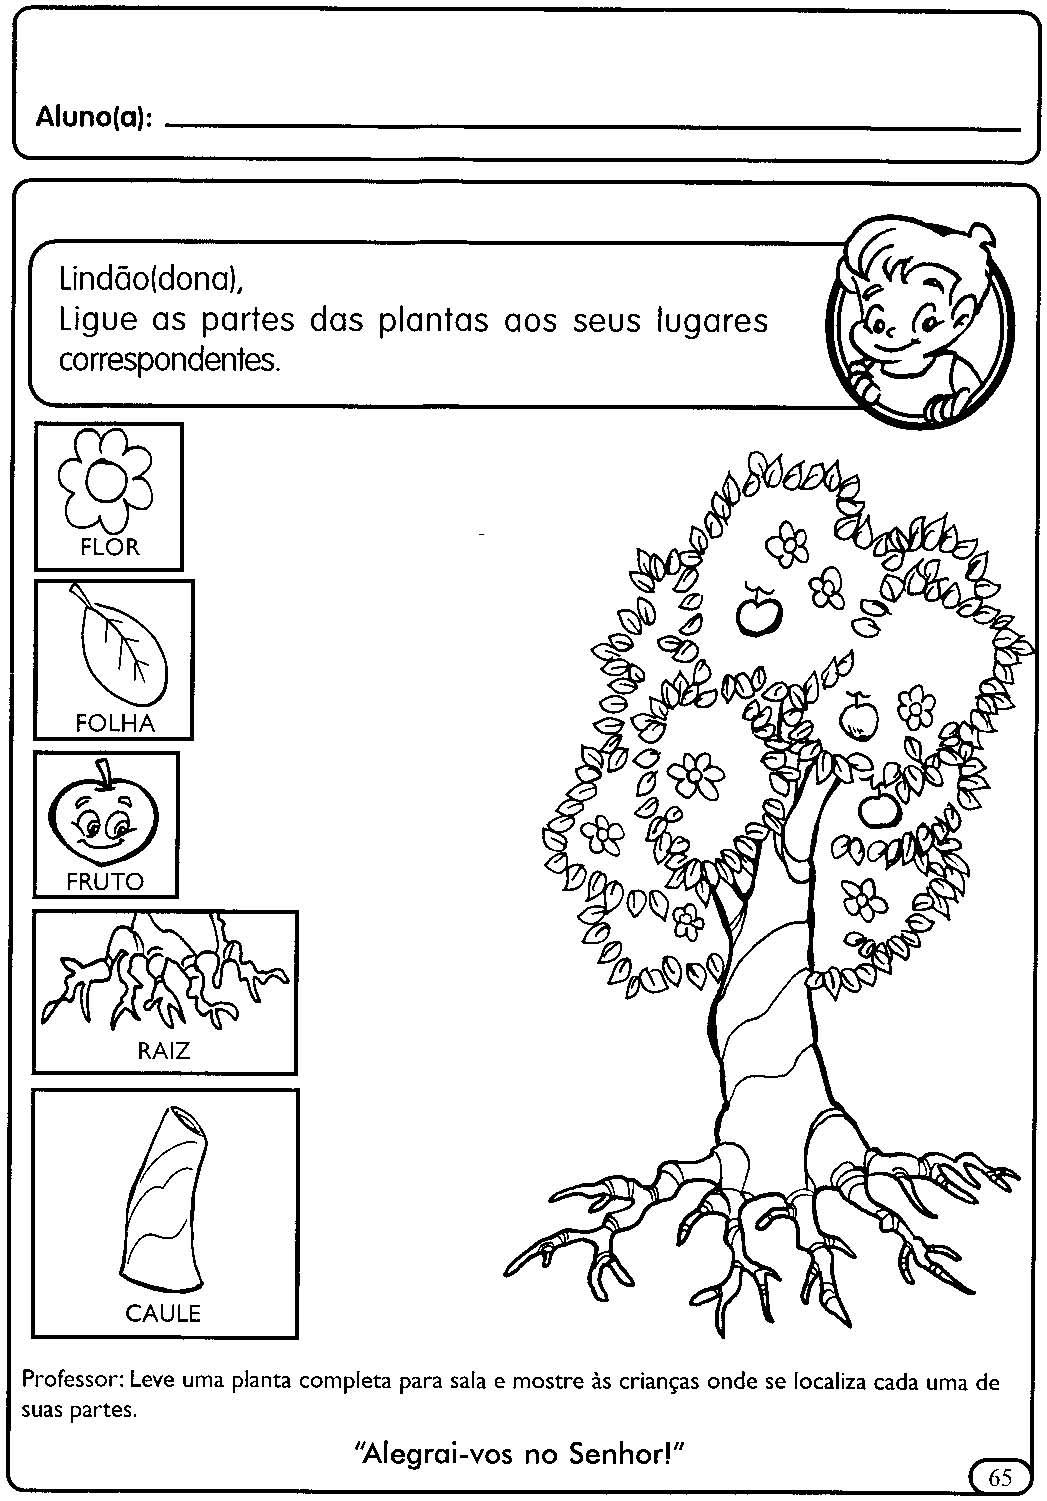 Aluno(a):
Lindão(dona),
Ligue as partes das plantas aos seus lugares
correspondentes.
FLOR
FOLHA
FRUTO
RAIZ
CAULE
Professor: Leve uma planta completa para sala e mostre às crianças onde se localiza cada uma de
suas partes.
"Alegrai-vos no Senhor!"
65